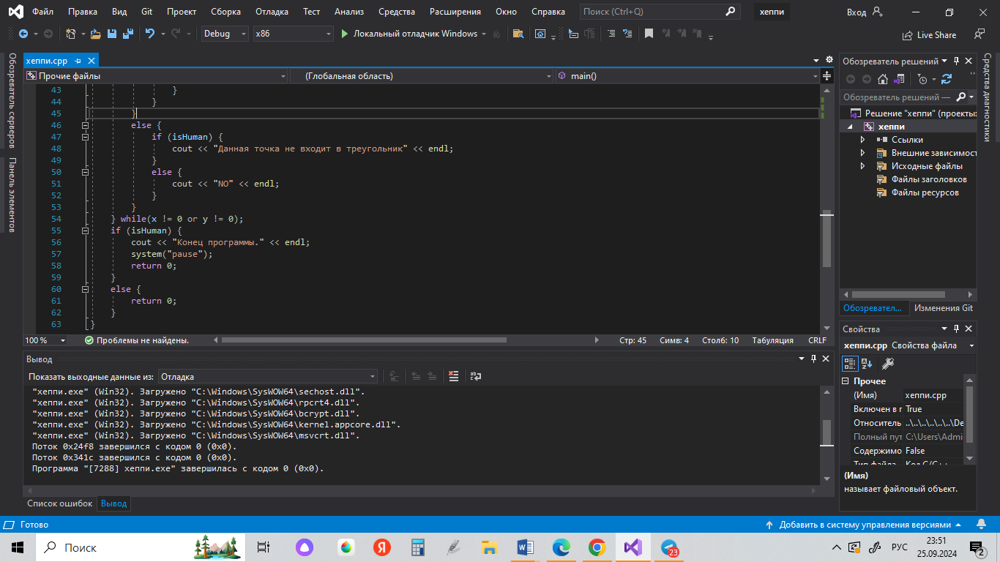 Файл Правка Вид Git Проект Сборка Отладка Тест Анализ Средства Расширения Окно Справка Поиск (Ctrl+Q) хеппи Вход
Debug x86 Локальный отладчик Windows Live Share
Обозреватель серверов
Панель элементов
хеппи.cpp
Прочие файлы (Глобальная область) main()
43 }
44 }
45 }
46 else {
47 if (isHuman) {
48 cout << "Данная точка не входит в треугольник" << endl;
49 }
50 else {
51 cout << "NO" << endl;
52 }
53 }
54 } while(x != 0 or y != 0);
55 if (isHuman) {
56 cout << "Конец программы." << endl;
57 system("pause");
58 return 0;
59 }
60 else {
61 return 0;
62 }
63 }
100 % Проблемы не найдены. Стр: 45 Симв: 4 Столб: 10 Табуляция CRLF
Вывод
Показать выходные данные из: Отладка
"хеппи.exe" (Win32). Загружено "C:\Windows\SysWOW64\sechost.dll".
"хеппи.exe" (Win32). Загружено "C:\Windows\SysWOW64\rpcrt4.dll".
"хеппи.exe" (Win32). Загружено "C:\Windows\SysWOW64\bcrypt.dll".
"хеппи.exe" (Win32). Загружено "C:\Windows\SysWOW64\kernel.appcore.dll".
"хеппи.exe" (Win32). Загружено "C:\Windows\SysWOW64\msvcrt.dll".
Поток 0x24f8 завершился с кодом 0 (0x0).
Поток 0x341c завершился с кодом 0 (0x0).
Программа "[7288] хеппи.exe" завершилась с кодом 0 (0x0).
Список ошибок Вывод
Обозреватель решений
Обозреватель решений —
Решение "хеппи" (проекты:
хеппи
Ссылки
Внешние зависимост
Исходные файлы
Файлы заголовков
Файлы ресурсов
Обозревател... Изменения Git
Свойства
хеппи.cpp Свойства файла
Прочее
(Имя) хеппи.cpp
Включен в г True
Относитель ..\..\..\..\..\De
Полный пут C:\Users\Admi
Содержимо False
Тип файла Код C/C++
(Имя)
называет файловый объект.
Средства диагностики
Готово Добавить в систему управления версиями
Поиск
Я
23
РУС
23:51
25.09.2024
2